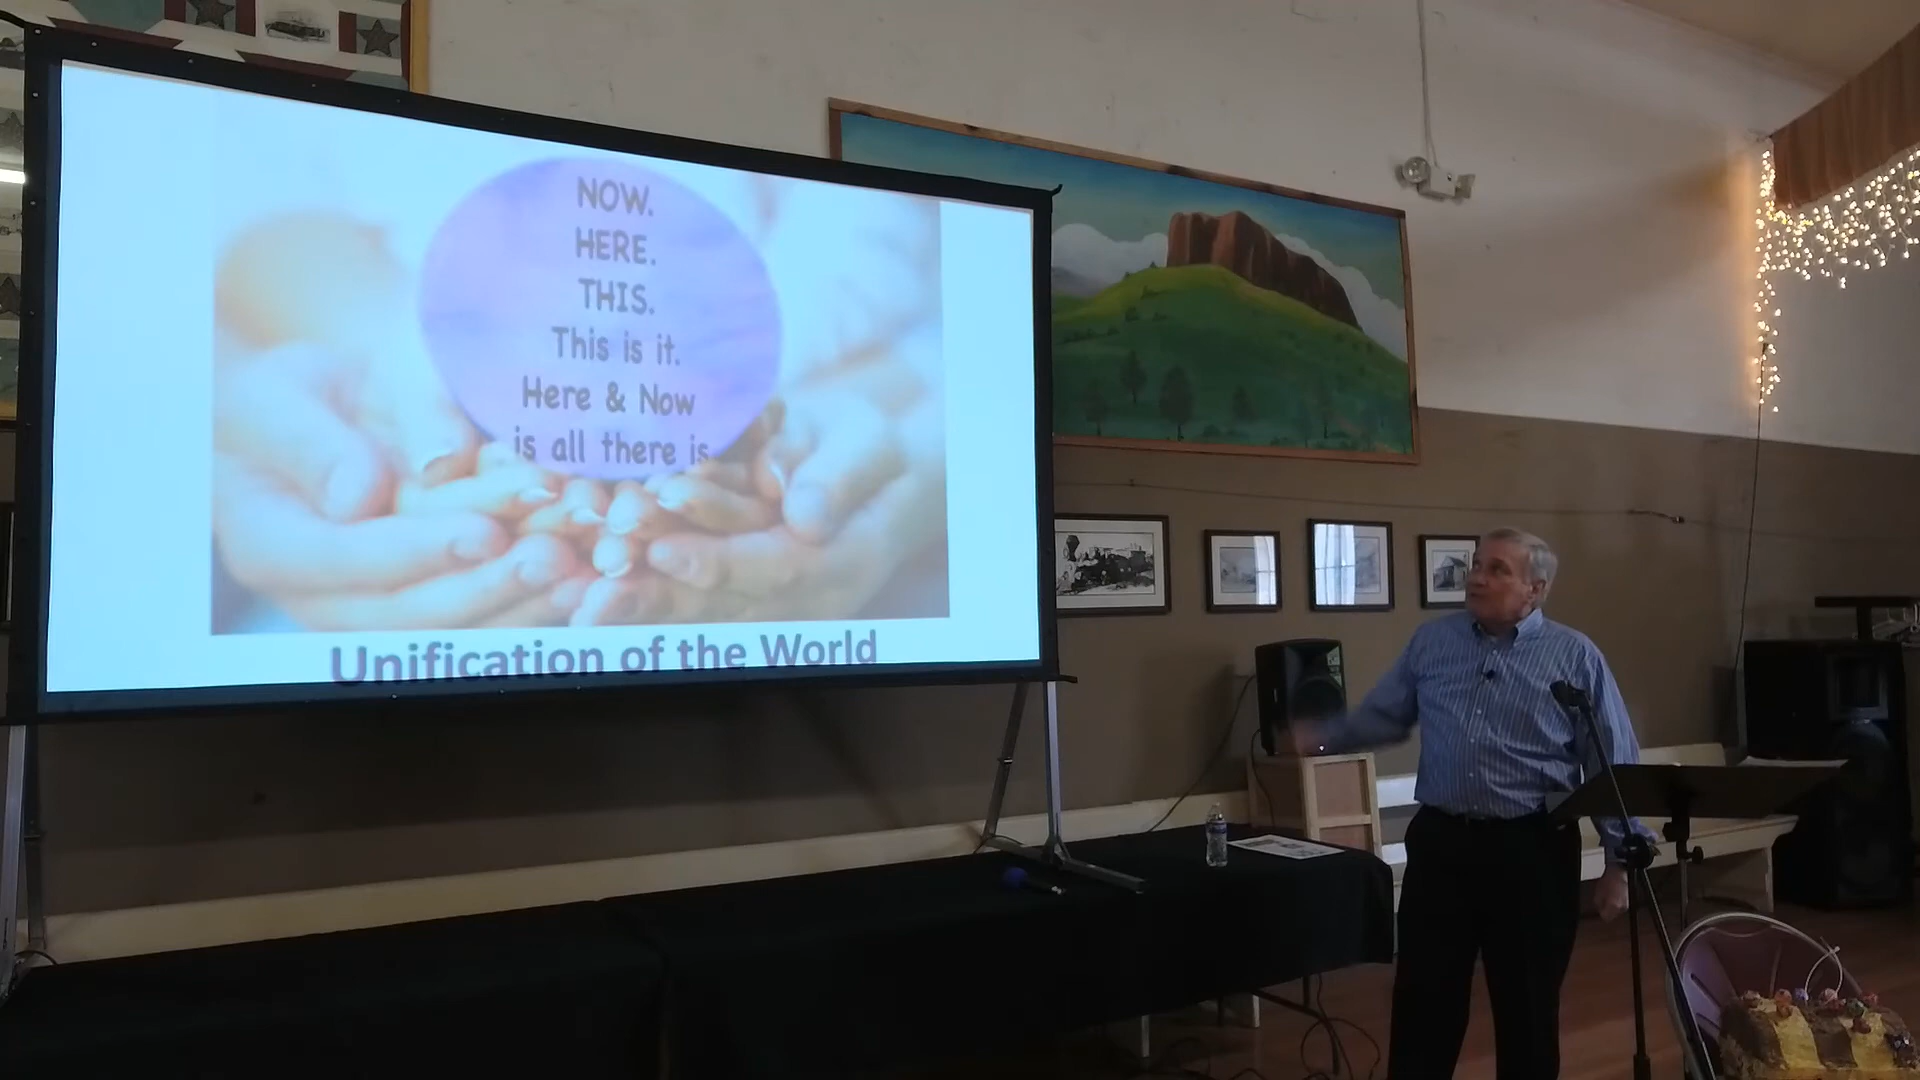 NOW.
HERE.
THIS.
This is it.
Here & Now
is all there is
Unification of the World